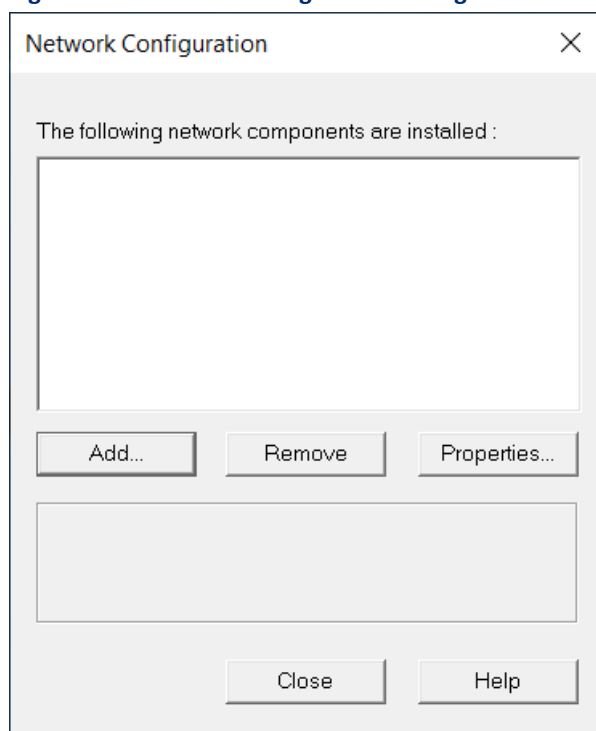 Network Configuration
The following network components are installed :
Add...
Remove
Properties...
Close
Help